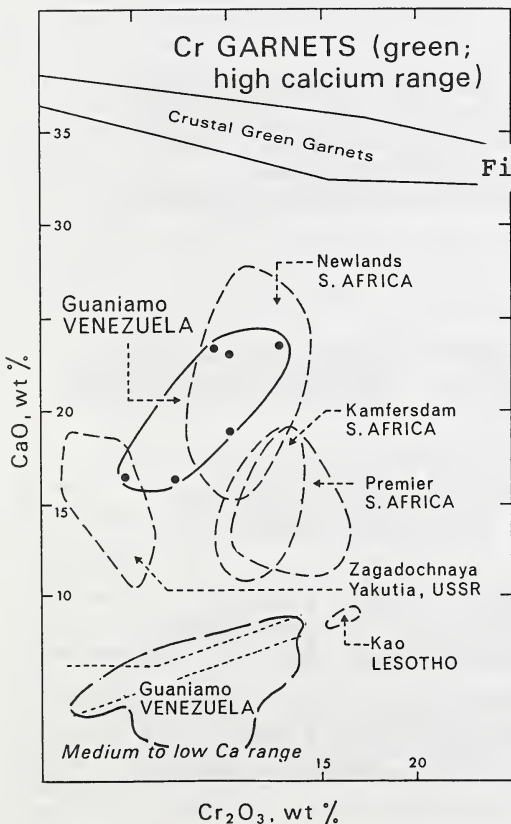 Cr GARNETS (green;
high calcium range)
Crustal Green Garnets
Fi
35
30
Newlands
S. AFRICA
Guaniamo
VENEZUELA
CaO, wt %
20
Kamfersdam
S. AFRICA
Premier
S. AFRICA
15
Zagadochnaya
Yakutia, USSR
10
Kao
LESOTHO
Guaniamo
VENEZUELA
Medium to low Ca range
15
20
Cr₂O₃, wt %